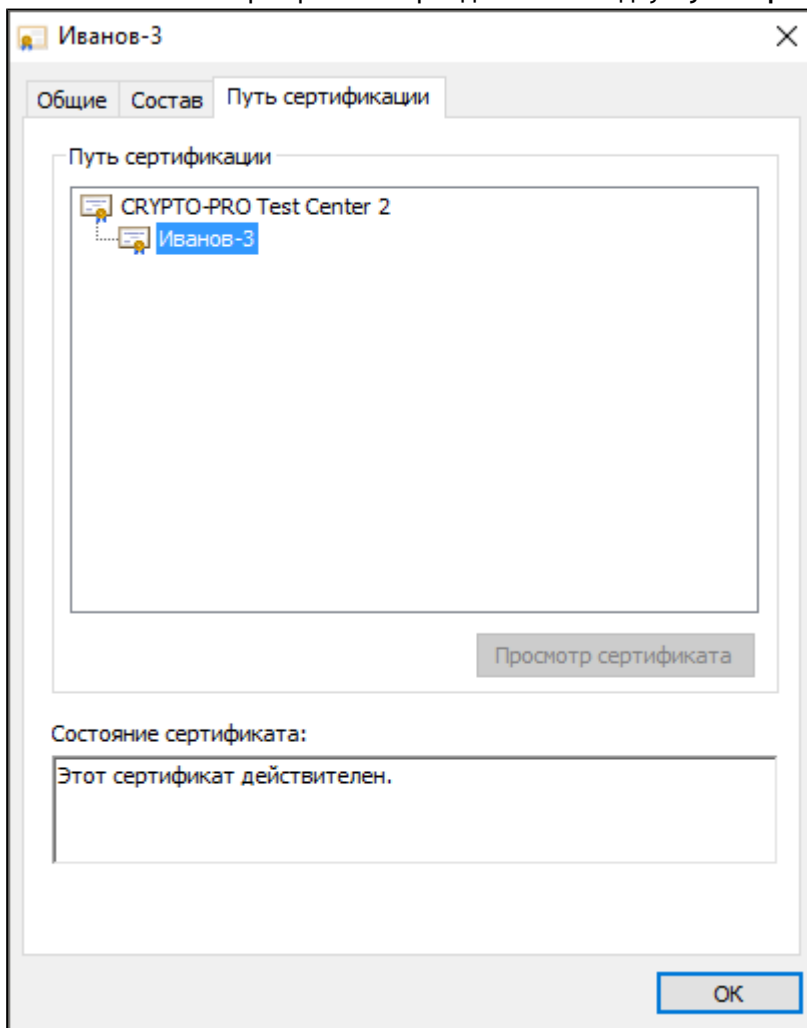 Иванов-3
Общие Состав Путь сертификации
Путь сертификации
CRYPTO-PRO Test Center 2
Иванов-3
Просмотр сертификата
Состояние сертификата:
Этот сертификат действителен.
ОК